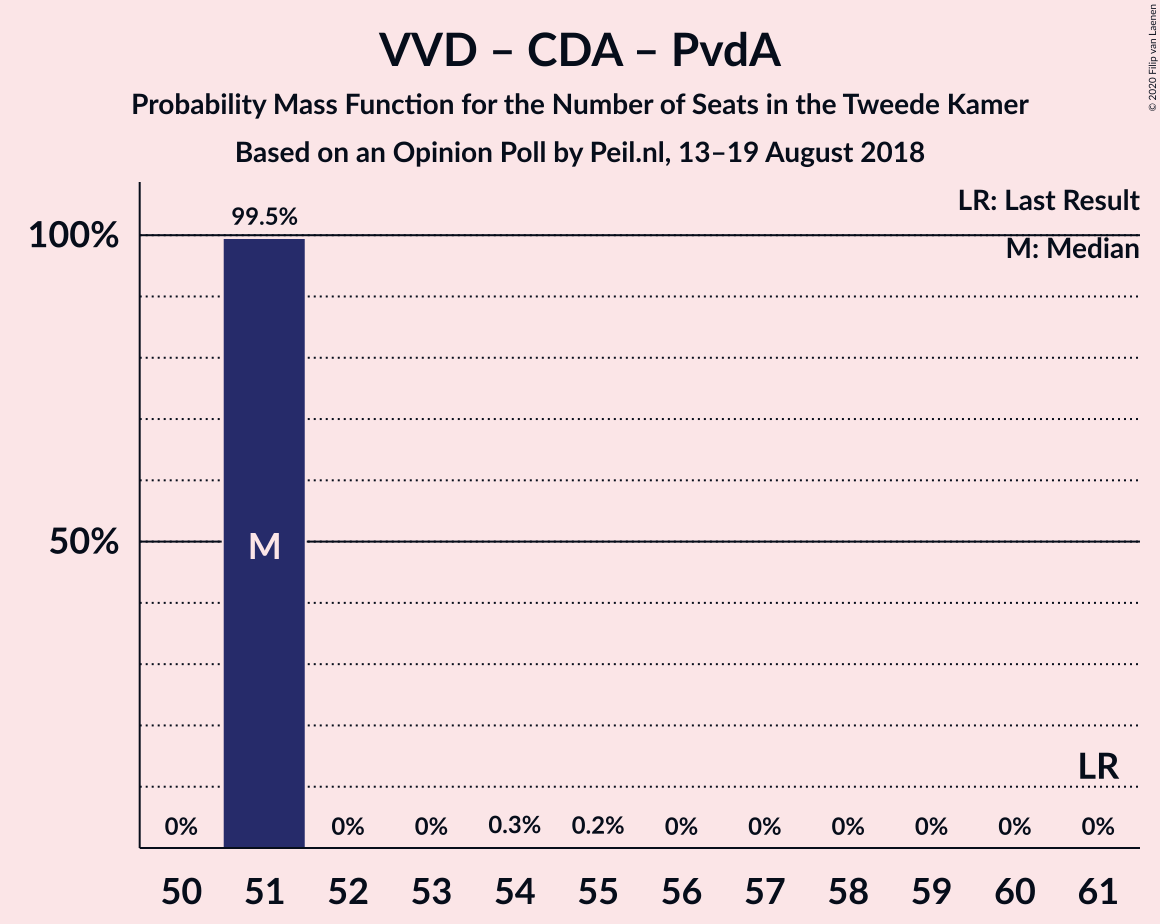 VVD – CDA – PvdA
Probability Mass Function for the Number of Seats in the Tweede Kamer
Based on an Opinion Poll by Peil.nl, 13–19 August 2018
© 2020 Filip van Laenen
LR: Last Result
M: Median
100%
50%
99.5%
M
LR
0% 0% 0% 0.3% 0.2% 0% 0% 0% 0% 0% 0%
50 51 52 53 54 55 56 57 58 59 60 61